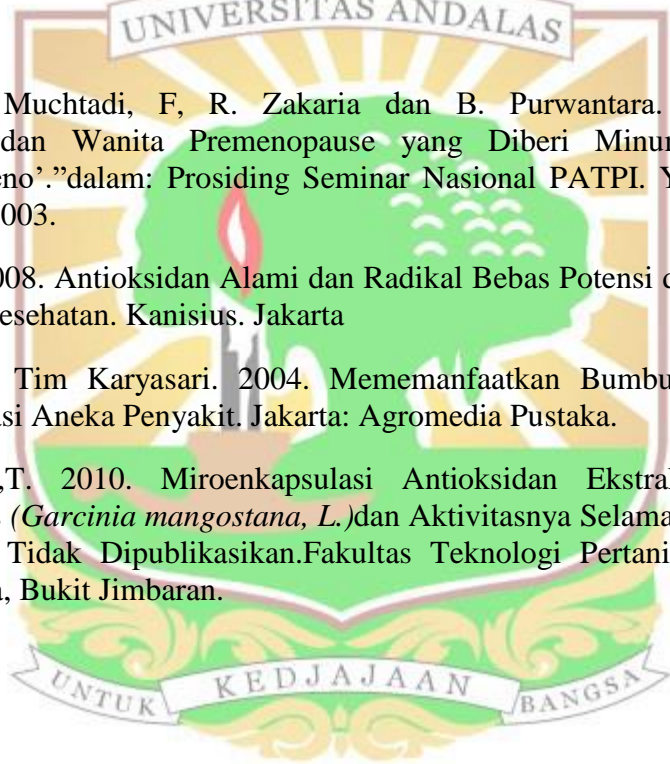 UNIVERSITAS ANDALAS
Muchtadi, F, R. Zakaria dan B. Purwantara.
dan Wanita Premenopause yang Diberi Minu
eno’.”dalam: Prosiding Seminar Nasional PATPI. Y
003.
008. Antioksidan Alami dan Radikal Bebas Potensi d
esehatan. Kanisius. Jakarta
Tim Karyasari. 2004. Mememanfaatkan Bumbu
asi Aneka Penyakit. Jakarta: Agromedia Pustaka.
,T. 2010. Miroenkapsulasi Antioksidan Ekstra
(Garcinia mangostana, L.)dan Aktivitasnya Selama
Tidak Dipublikasikan.Fakultas Teknologi Pertani
a, Bukit Jimbaran.
UNTUK KEDJAJAAN BANGSA